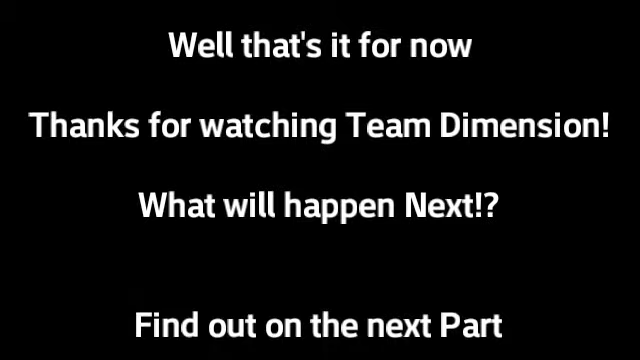 Well that's it for now
Thanks for watching Team Dimension!
What will happen Next!?
Find out on the next Part